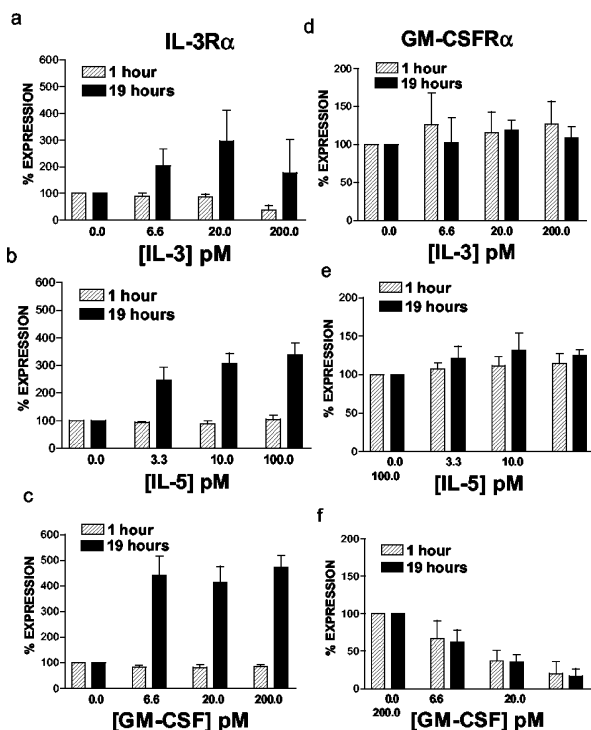 a
IL-3Rα
1 hour
19 hours
% EXPRESSION
600
500
400
300
200
100
0
0.0 6.6 20.0 200.0
[IL-3] pM
b
1 hour
19 hours
% EXPRESSION
600
500
400
300
200
100
0
0.0 3.3 10.0 100.0
[IL-5] pM
c
1 hour
19 hours
% EXPRESSION
600
500
400
300
200
100
0
0.0 6.6 20.0 200.0
[GM-CSF] pM
d
GM-CSFRα
1 hour
19 hours
% EXPRESSION
200
150
100
50
0
0.0 6.6 20.0 200.0
[IL-3] pM
e
1 hour
19 hours
% EXPRESSION
200
150
100
50
0
0.0 3.3 10.0
100.0
[IL-5] pM
f
1 hour
19 hours
% EXPRESSION
200
150
100
50
0
0.0 6.6 20.0
200.0
[GM-CSF] pM